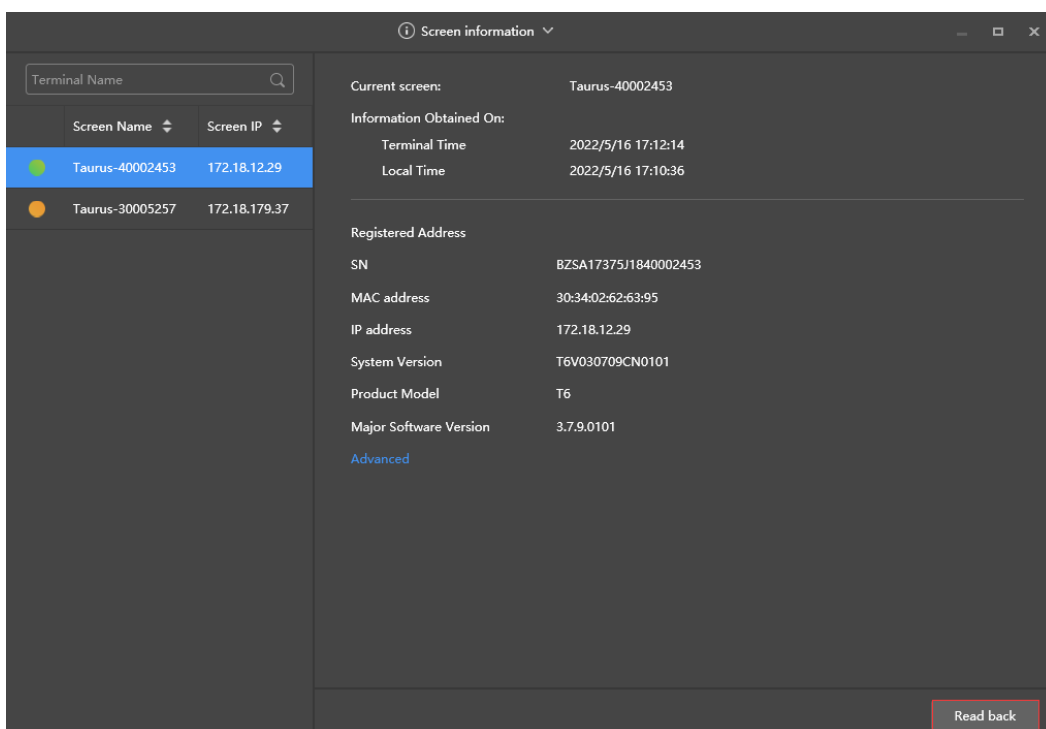 Screen information
Terminal Name
Screen Name Screen IP
Taurus-40002453 172.18.12.29
Taurus-30005257 172.18.179.37
Current screen: Taurus-40002453
Information Obtained On:
Terminal Time 2022/5/16 17:12:14
Local Time 2022/5/16 17:10:36
Registered Address
SN BZSA17375J1840002453
MAC address 30:34:02:62:63:95
IP address 172.18.12.29
System Version T6V030709CN0101
Product Model T6
Major Software Version 3.7.9.0101
Advanced
Read back